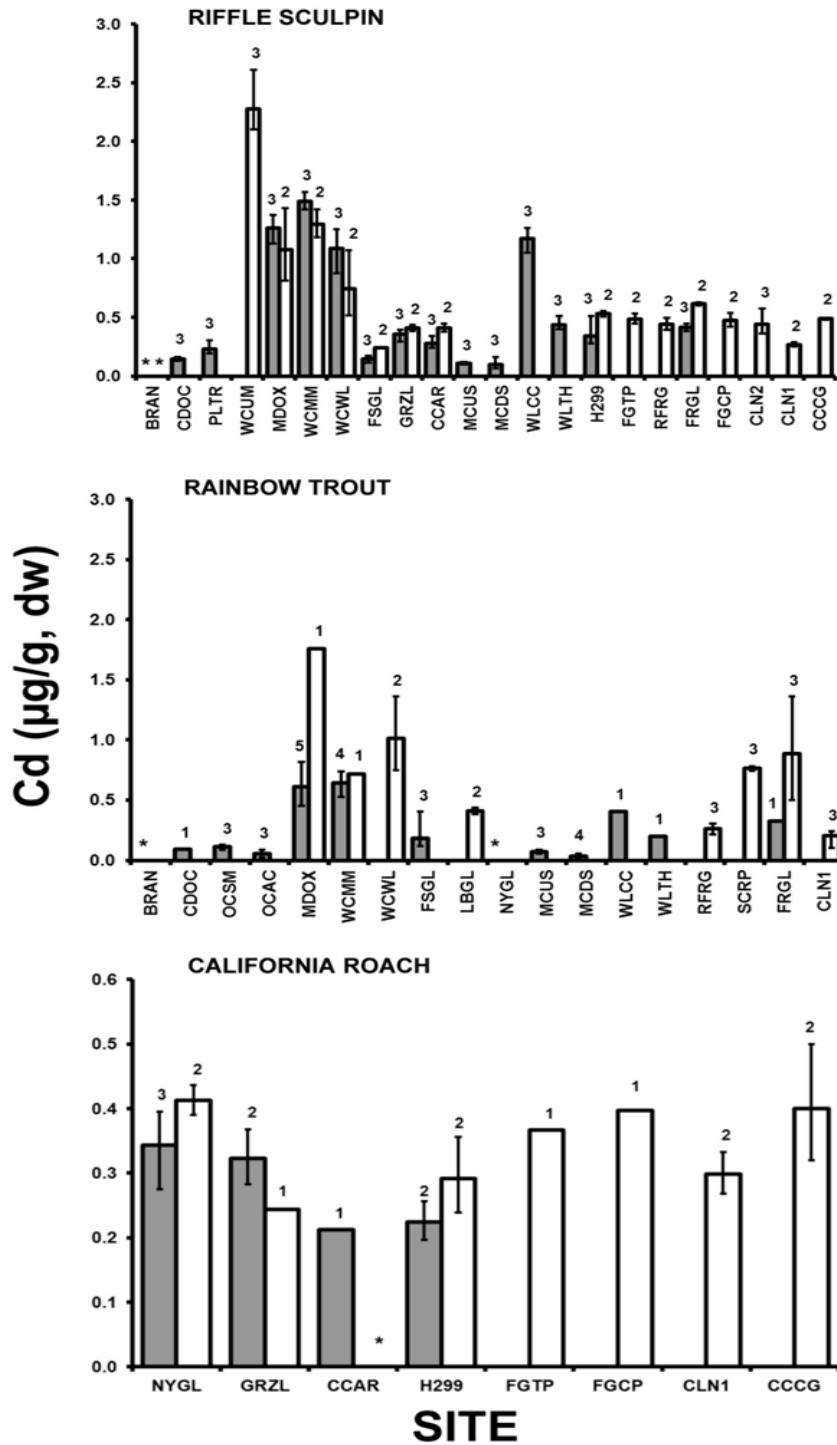 RIFFLE SCULPIN
3.0
2.5
2.0
1.5
1.0
0.5
0.0
* * 3 3 3 3 2 3 2 3 2 3 2 3 2 3 2 3 3 3 3 3 2 2 2 3 2 2 2 2 2
BRAN CDOC PLTR WCUM MDOX WCMM WCWL FSGL GRZL CCAR MCUS MCDS WLCC WLTH H299 FGTP RFRG FRGL FGCP CLN2 CLN1 CCCG
RAINBOW TROUT
3.0
2.5
2.0
1.5
1.0
0.5
0.0
* 1 3 3 5 1 4 1 2 3 2 * 3 4 1 1 3 3 1 3 3
BRAN CDOC OCSM OCAC MDOX WCMM WCWL FSGL LBGL NYGL MCUS MCDS WLCC WLTH RFRG SCRP FRGL CLN1
CALIFORNIA ROACH
0.6
0.5
0.4
0.3
0.2
0.1
0.0
3 2 2 1 1 * 2 2 1 1 2 2
NYGL GRZL CCAR H299 FGTP FGCP CLN1 CCCG
Cd (µg/g, dw)
SITE